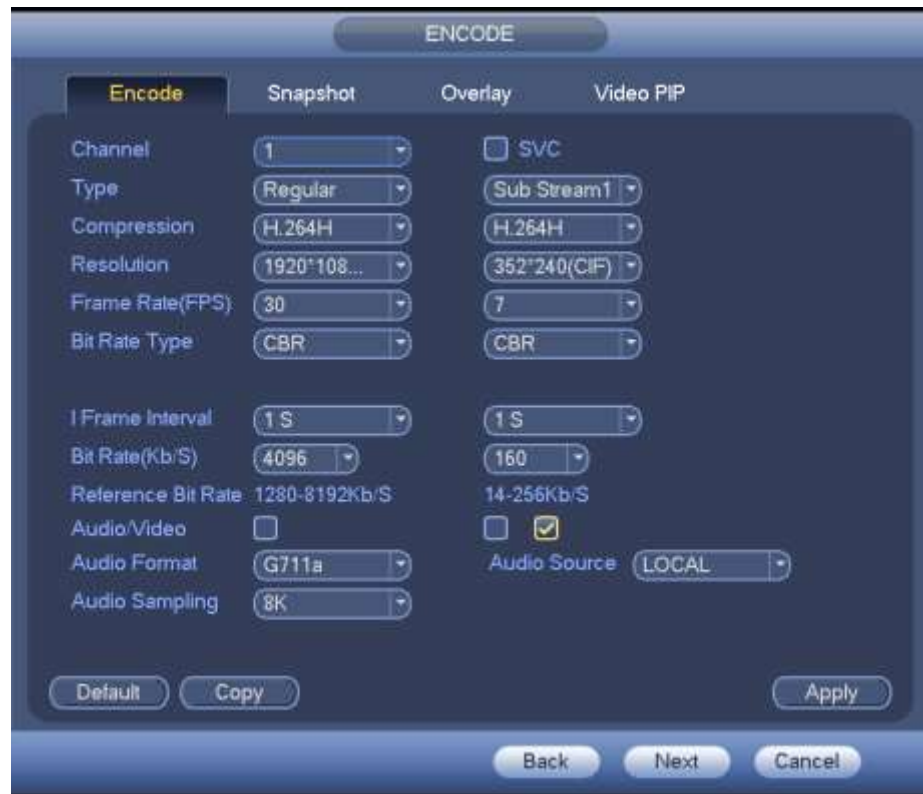 ENCODE
Encode Snapshot Overlay Video PIP
Channel 1 SVC
Type Regular Sub Stream1
Compression H.264H H.264H
Resolution 1920*108... 352*240(CIF)
Frame Rate(FPS) 30 7
Bit Rate Type CBR CBR
I Frame Interval 1 S 1 S
Bit Rate(Kb/S) 4096 160
Reference Bit Rate 1280-8192Kb/S 14-256Kb/S
Audio/Video
Audio Format G711a Audio Source LOCAL
Audio Sampling 8K
Default Copy Apply
Back Next Cancel